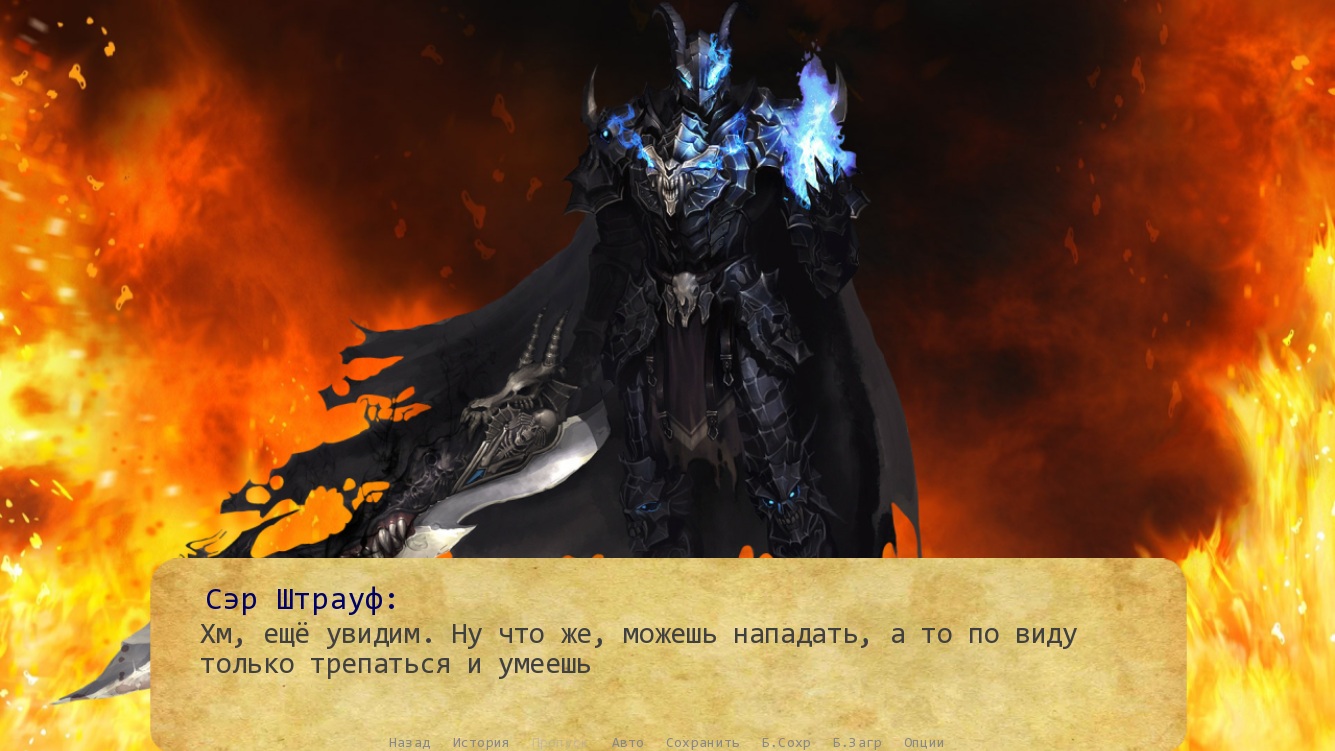 Сэр Штрауф:
Хм, ещё увидим. Ну что же, можешь нападать, а то по виду
только трепаться и умеешь
Назад История Пропуск Авто Сохранить Б.Сохр Б.Загр Опции